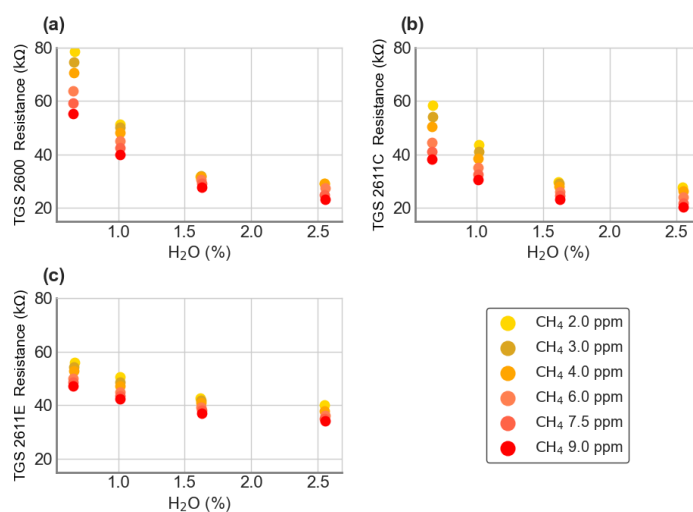 (a)
80
60
40
20
TGS 2600 Resistance (kΩ)
1.0
1.5
2.0
2.5
H₂O (%)
(b)
80
60
40
20
TGS 2611C Resistance (kΩ)
1.0
1.5
2.0
2.5
H₂O (%)
(c)
80
60
40
20
TGS 2611E Resistance (kΩ)
1.0
1.5
2.0
2.5
H₂O (%)
CH₄ 2.0 ppm
CH₄ 3.0 ppm
CH₄ 4.0 ppm
CH₄ 6.0 ppm
CH₄ 7.5 ppm
CH₄ 9.0 ppm